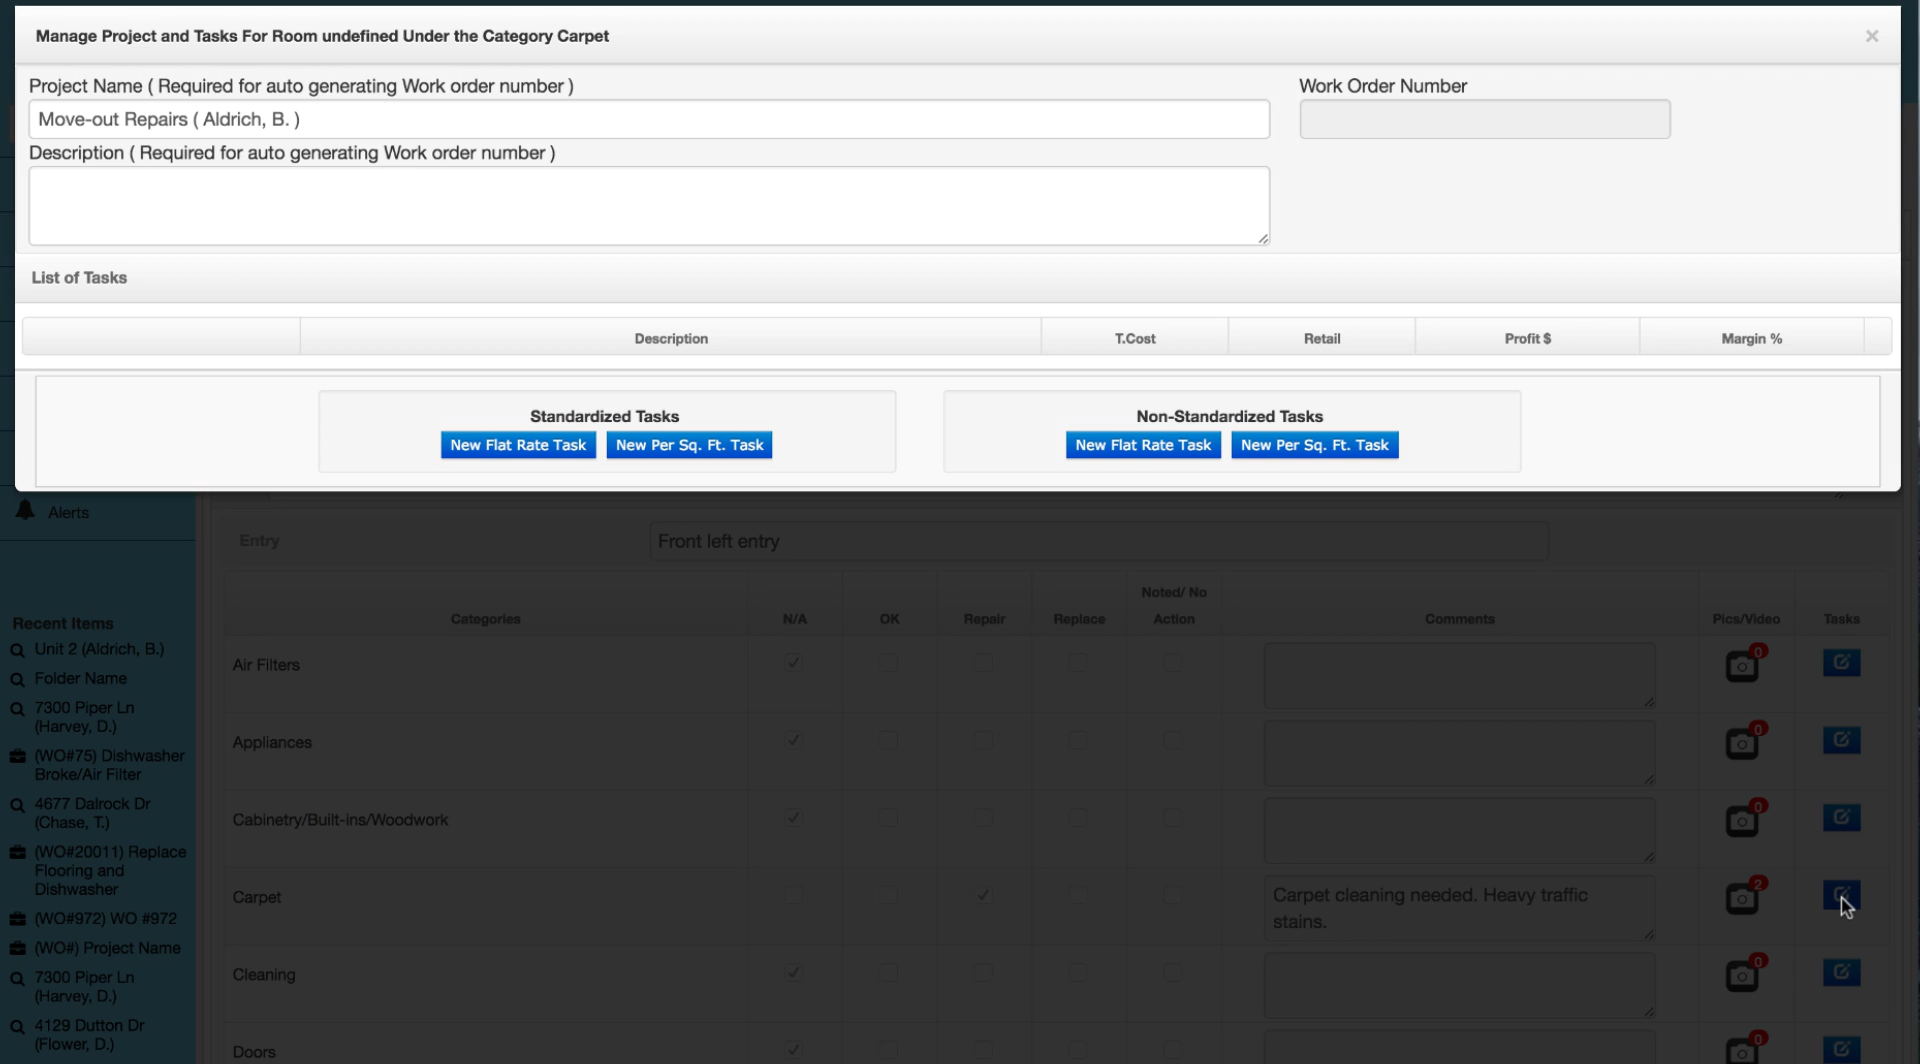 Manage Project and Tasks For Room undefined Under the Category Carpet
×
Project Name ( Required for auto generating Work order number )
Work Order Number
Move-out Repairs ( Aldrich, B. )
Description ( Required for auto generating Work order number )
List of Tasks
Description T.Cost Retail Profit $ Margin %
Standardized Tasks
New Flat Rate Task New Per Sq. Ft. Task
Non-Standardized Tasks
New Flat Rate Task New Per Sq. Ft. Task
Alerts
Recent Items
Unit 2 (Aldrich, B.)
Folder Name
7300 Piper Ln
(Harvey, D.)
(WO#75) Dishwasher
Broke/Air Filter
4677 Dalrock Dr
(Chase, T.)
(WO#20011) Replace
Flooring and
Dishwasher
(WO#972) WO #972
(WO#) Project Name
7300 Piper Ln
(Harvey, D.)
4129 Dutton Dr
(Flower, D.)
Entry Front left entry
Categories N/A OK Repair Replace Noted/ No
Action Comments Pics/Video Tasks
Air Filters 0
Appliances 0
Cabinetry/Built-ins/Woodwork 0
Carpet Carpet cleaning needed. Heavy traffic
stains. 2
Cleaning 0
Doors 0